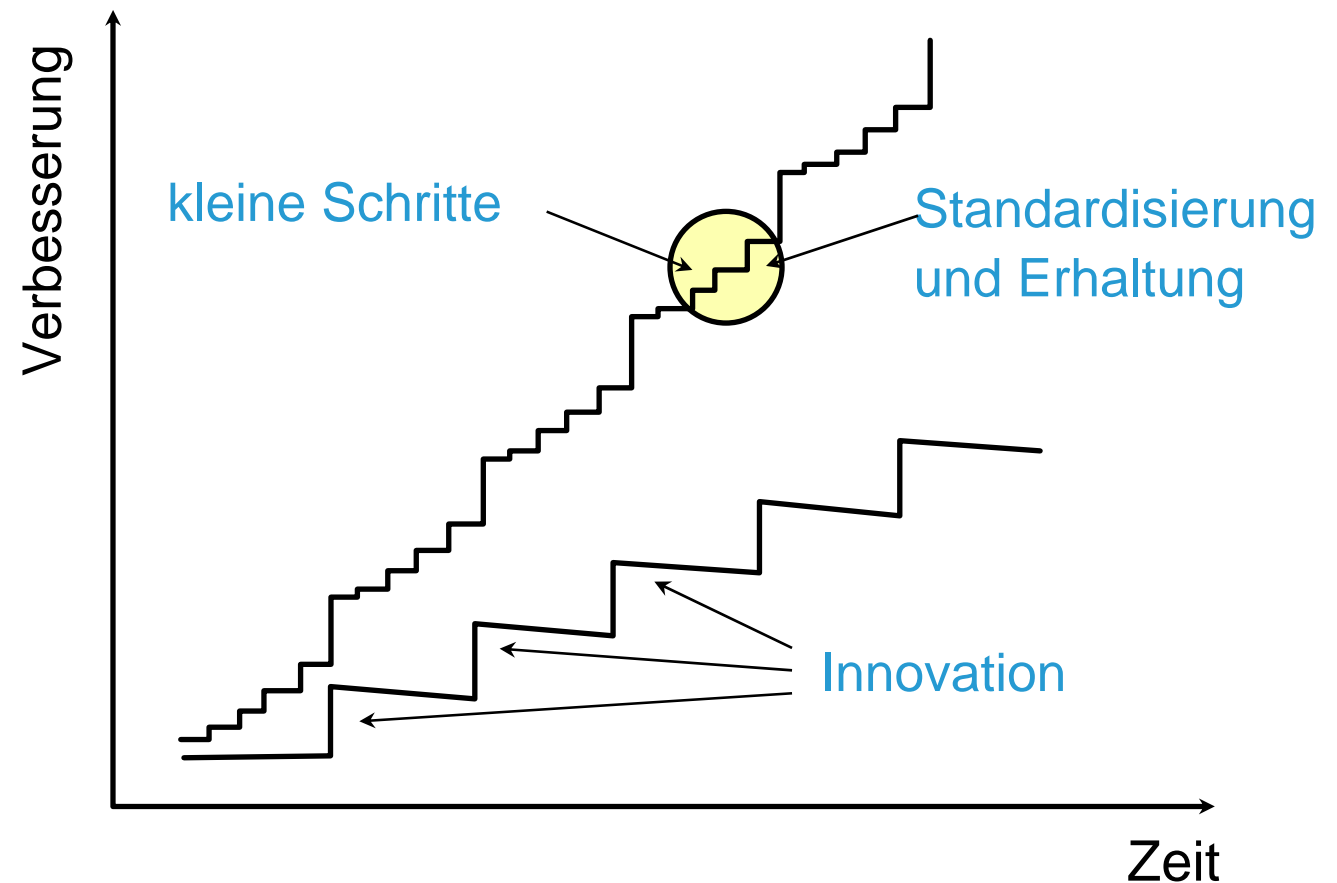 Verbesserung
kleine Schritte
Standardisierung
und Erhaltung
Innovation
Zeit